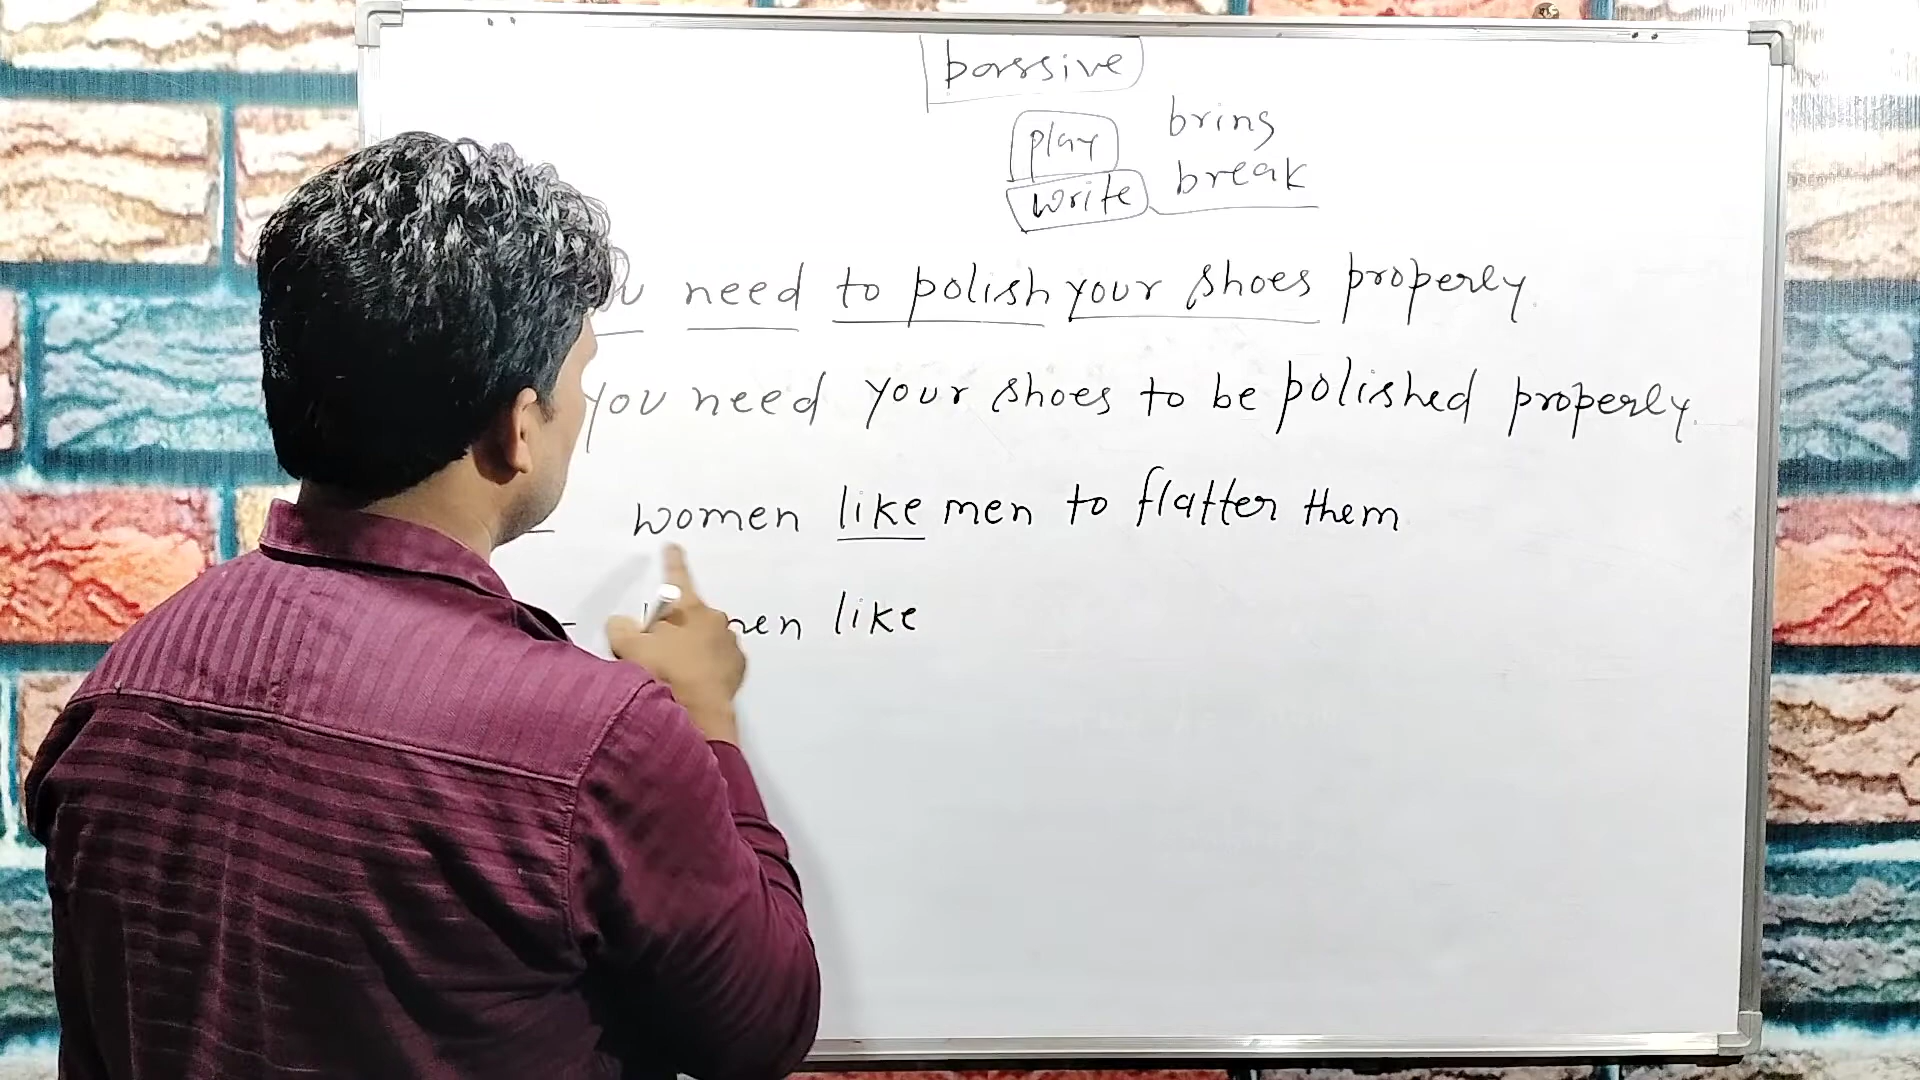 passive
play bring
write break
need to polish your shoes properly.
you need your shoes to be polished properly.
women like men to flatter them
like